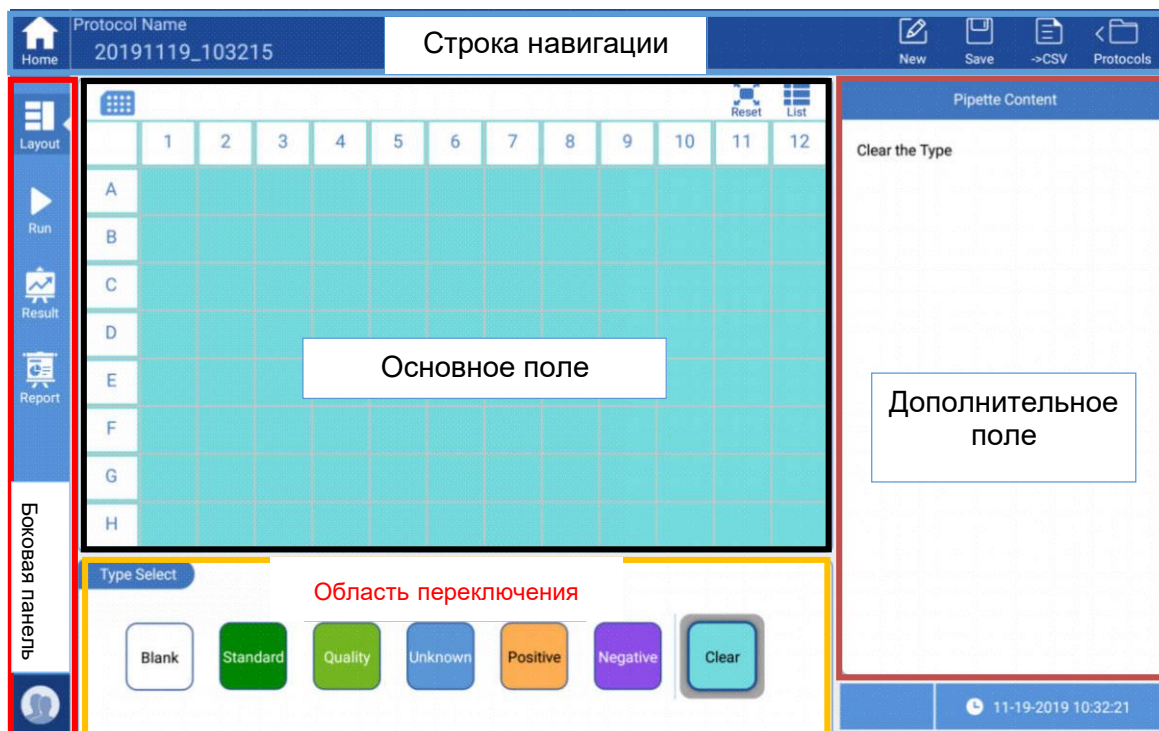 Protocol Name
20191119_103215
Строка навигации
Home
New
Save
->CSV
Protocols
Layout
Run
Result
Report
Боковая панель
Reset
List
1 2 3 4 5 6 7 8 9 10 11 12
A
B
C
D
E
F
G
H
Основное поле
Pipette Content
Clear the Type
Дополнительное
поле
Type Select
Область переключения
Blank
Standard
Quality
Unknown
Positive
Negative
Clear
11-19-2019 10:32:21